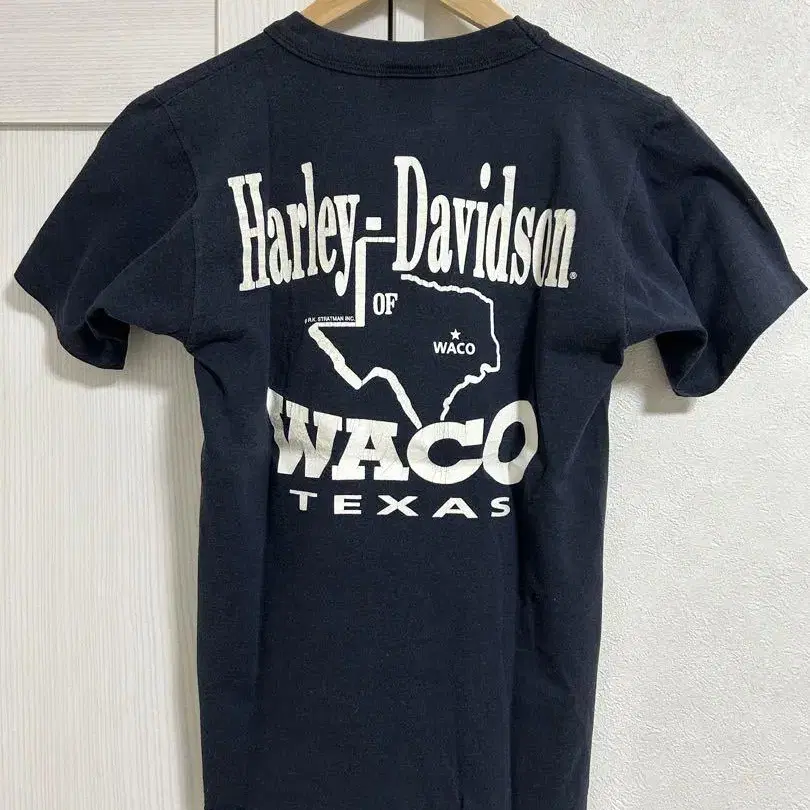 Harley-Davidson®
OF
® R.K. STRATMAN INC.
WACO
WACO
TEXAS